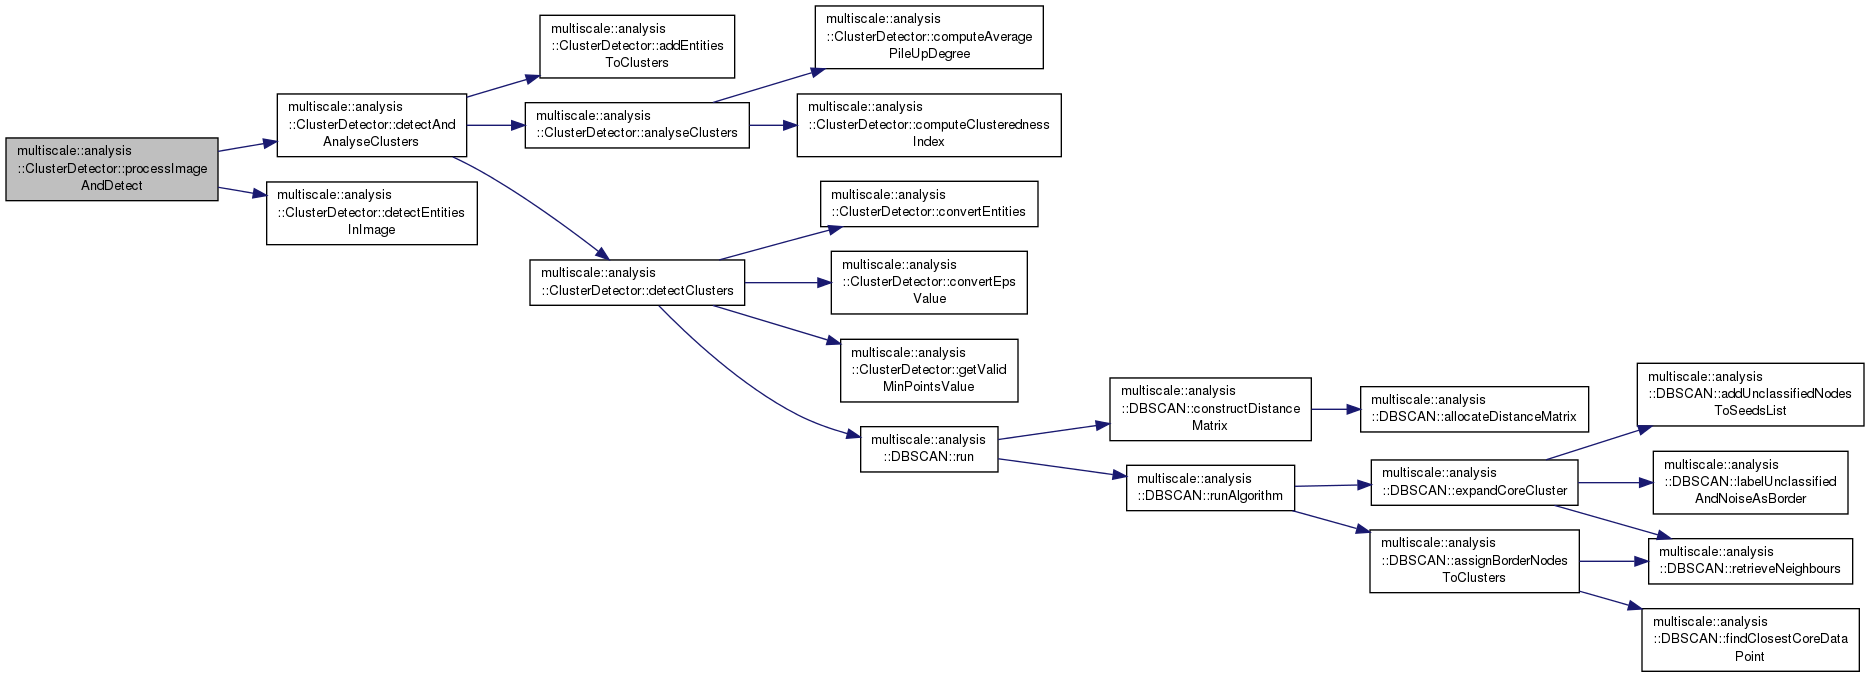 multiscale::analysis
::ClusterDetector::processImage
AndDetect
multiscale::analysis
::ClusterDetector::detectAnd
AnalyseClusters
multiscale::analysis
::ClusterDetector::detectEntities
InImage
multiscale::analysis
::ClusterDetector::addEntities
ToClusters
multiscale::analysis
::ClusterDetector::analyseClusters
multiscale::analysis
::ClusterDetector::detectClusters
multiscale::analysis
::ClusterDetector::computeAverage
PileUpDegree
multiscale::analysis
::ClusterDetector::computeClusteredness
Index
multiscale::analysis
::ClusterDetector::convertEntities
multiscale::analysis
::ClusterDetector::convertEps
Value
multiscale::analysis
::ClusterDetector::getValid
MinPointsValue
multiscale::analysis
::DBSCAN::run
multiscale::analysis
::DBSCAN::constructDistance
Matrix
multiscale::analysis
::DBSCAN::runAlgorithm
multiscale::analysis
::DBSCAN::allocateDistanceMatrix
multiscale::analysis
::DBSCAN::expandCoreCluster
multiscale::analysis
::DBSCAN::assignBorderNodes
ToClusters
multiscale::analysis
::DBSCAN::addUnclassifiedNodes
ToSeedsList
multiscale::analysis
::DBSCAN::labelUnclassified
AndNoiseAsBorder
multiscale::analysis
::DBSCAN::retrieveNeighbours
multiscale::analysis
::DBSCAN::findClosestCoreData
Point